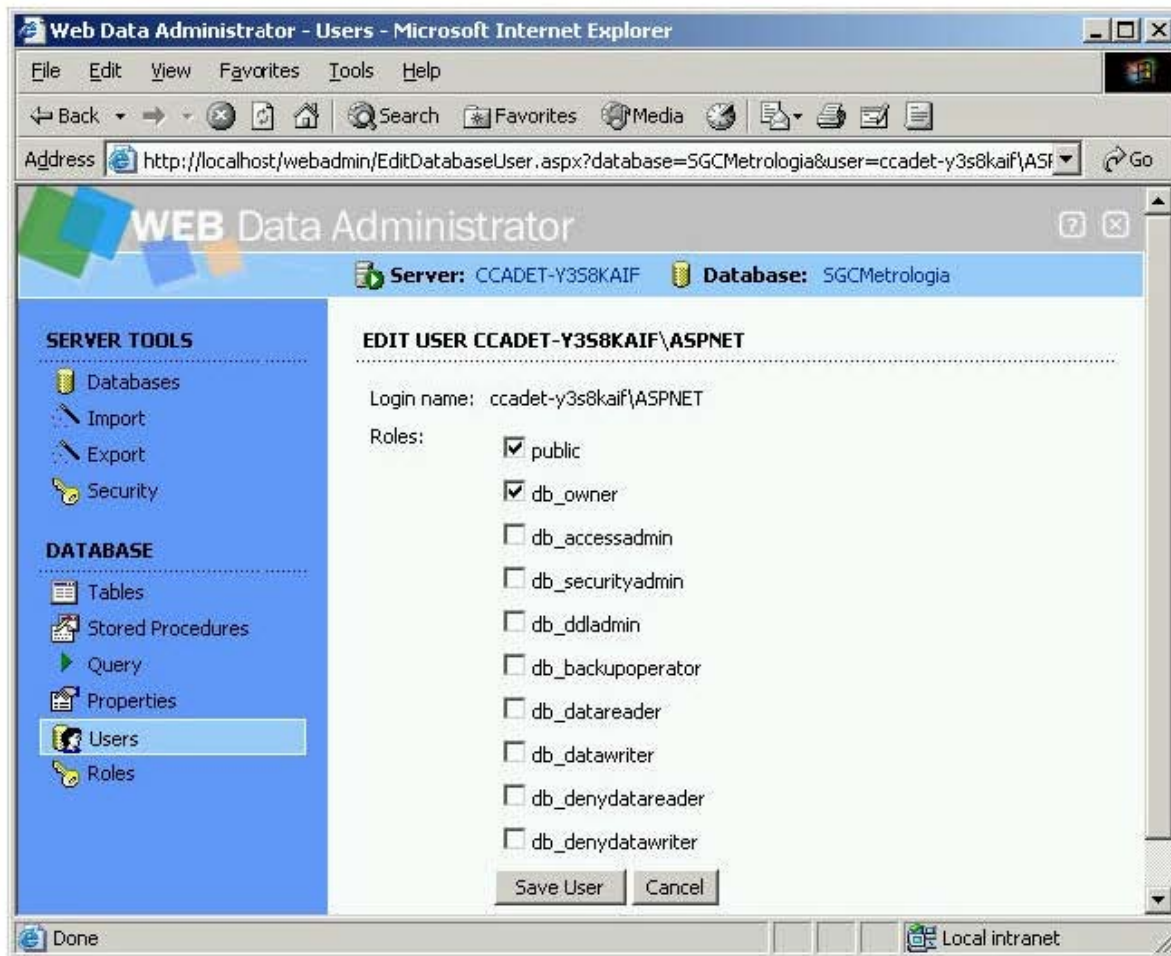 Web Data Administrator - Users - Microsoft Internet Explorer
File Edit View Favorites Tools Help
Back Search Favorites Media
Address http://localhost/webadmin/EditDatabaseUser.aspx?database=SGCMetrologia&user=ccadet-y3s8kaif\ASP Go
WEB Data Administrator ?
Server: CCADET-Y3S8KAIF Database: SGCMetrologia
SERVER TOOLS
Databases
Import
Export
Security
DATABASE
Tables
Stored Procedures
Query
Properties
Users
Roles
EDIT USER CCADET-Y3S8KAIF\ASPNET
Login name: ccadet-y3s8kaif\ASPNET
Roles:
public
db_owner
db_accessadmin
db_securityadmin
db_ddladmin
db_backupoperator
db_datareader
db_datawriter
db_denydatareader
db_denydatawriter
Save User Cancel
Done Local intranet